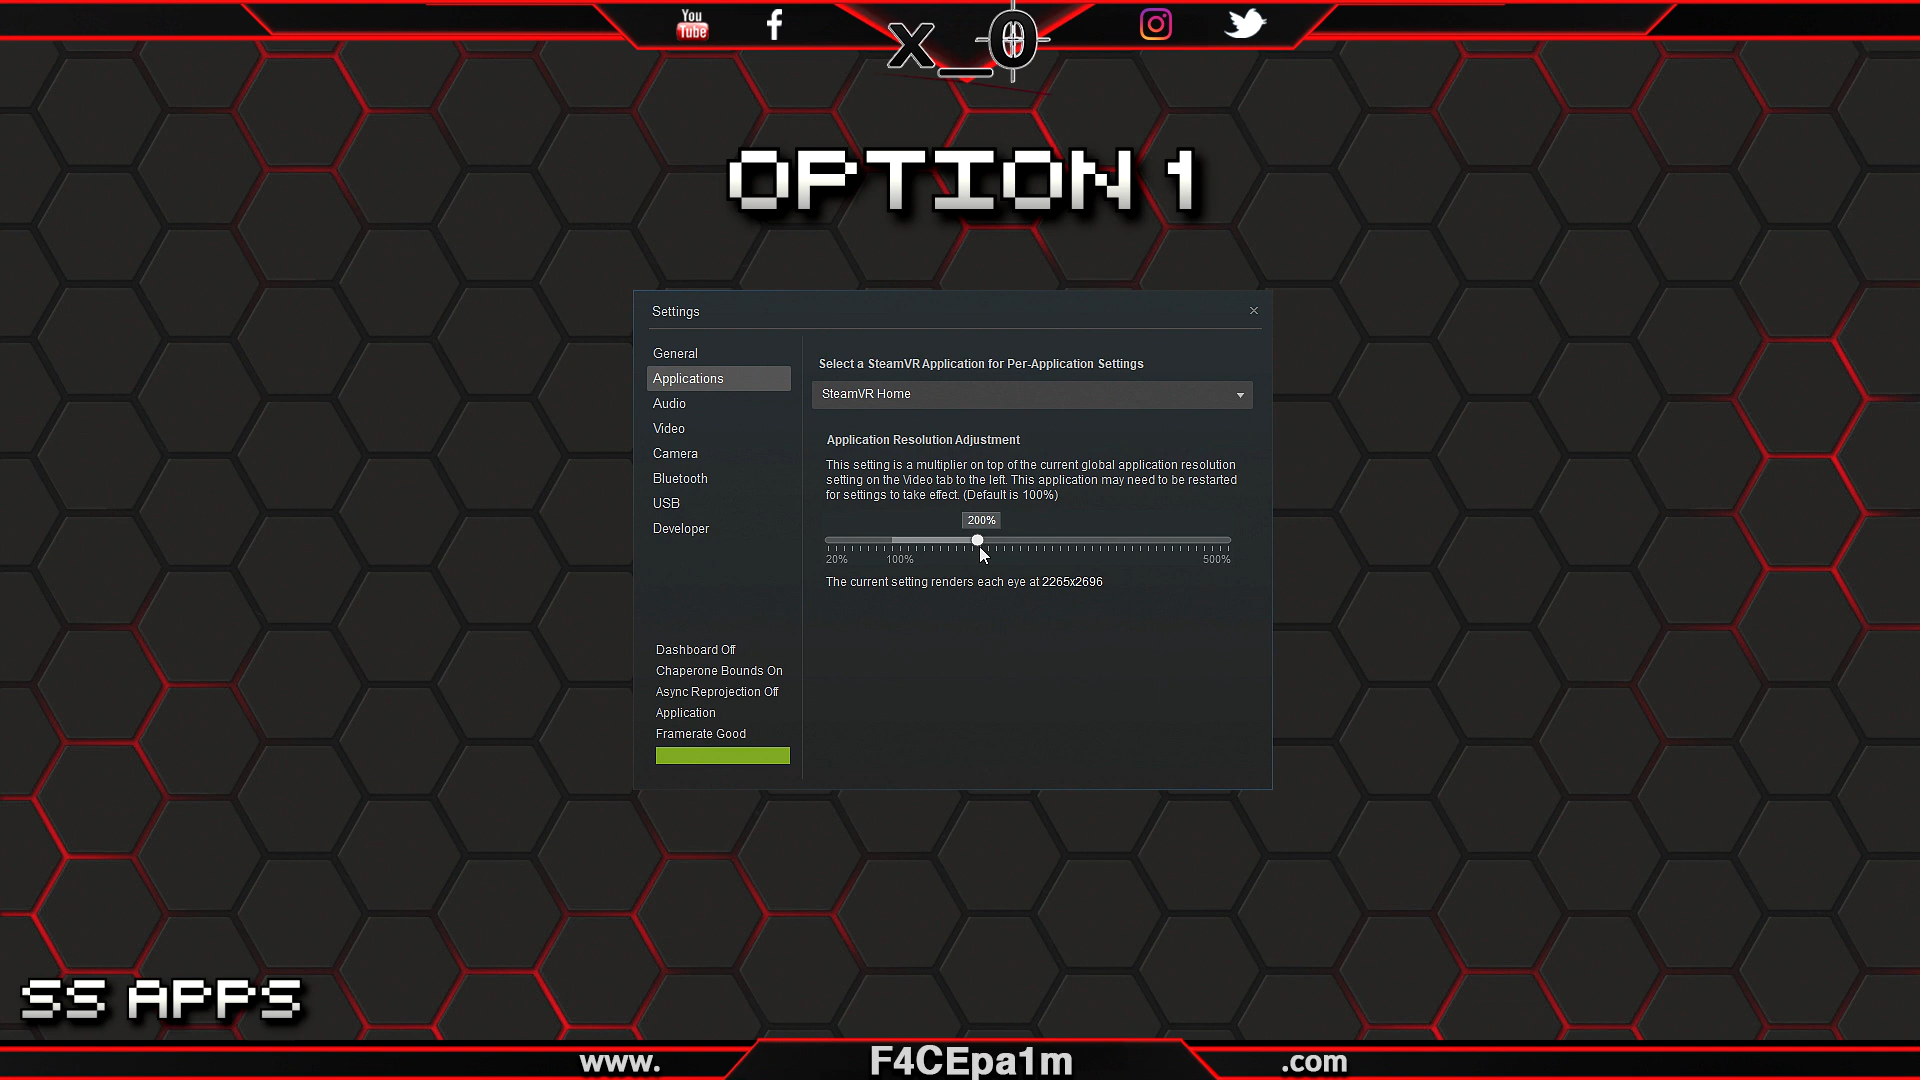 You
Tube
X_0
OPTION 1
Settings
General
Applications
Audio
Video
Camera
Bluetooth
USB
Developer
Select a SteamVR Application for Per-Application Settings
SteamVR Home
Application Resolution Adjustment
This setting is a multiplier on top of the current global application resolution
setting on the Video tab to the left. This application may need to be restarted
for settings to take effect. (Default is 100%)
200%
20% 100% 500%
The current setting renders each eye at 2265x2696
Dashboard Off
Chaperone Bounds On
Async Reprojection Off
Application
Framerate Good
SS APPS
www. F4CEpa1m .com